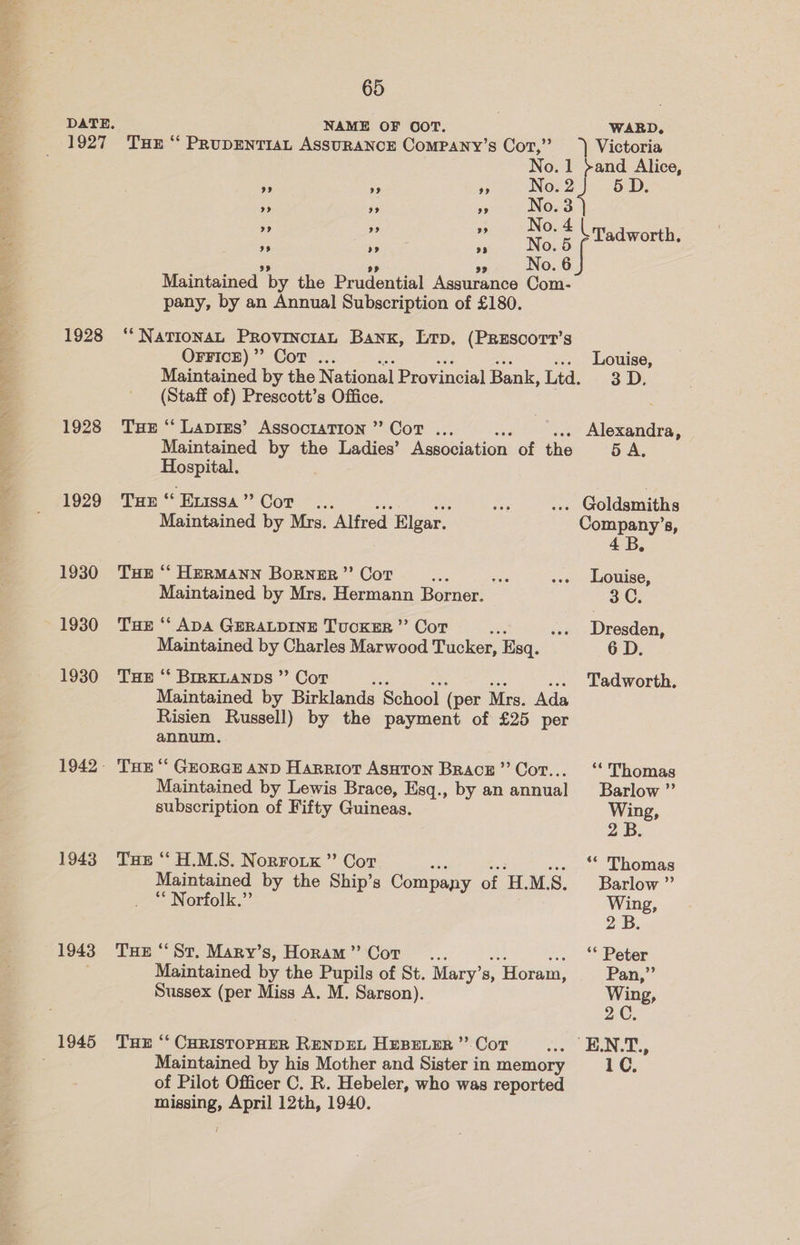 65
DATE. NAME OF COT. WARD.
1927 THE “ PRUDENTIAL ASSURANCE COMPANY’S COT,” } Victoria
No. 1 } and Alice,
” ” ” No. 2 } 5 D.
” ” ” No. 3 }
” ” ” No. 4 } Tadworth.
” ” ” No. 5 }
” ” ” No. 6 }
Maintained by the Prudential Assurance Com-
pany, by an Annual Subscription of £180.
1928 “ NATIONAL PROVINCIAL BANK, LTD. (PRESCOTT’S
OFFICE) ” COT ... ... ... ... ... Louise,
Maintained by the National Provincial Bank, Ltd. 3 D.
(Staff of) Prescott’s Office.
1928 THE “ LADIES’ ASSOCIATION ” COT ... ... ... Alexandra,
Maintained by the Ladies’ Association of the 5 A.
Hospital.
1929 THE “ ELISSA ” COT ... ... ... ... ... Goldsmiths
Maintained by Mrs. Alfred Elgar. Company’s,
4 B.
1930 THE “ HERMANN BORNER ” COT ... ... ... Louise,
Maintained by Mrs. Hermann Borner. 3 C.
1930 THE “ ADA GERALDINE TUCKER ” COT ... ... Dresden,
Maintained by Charles Marwood Tucker, Esq. 6 D.
1930 THE “ BIRKLANDS ” COT ... ... ... ... Tadworth.
Maintained by Birklands School (per Mrs. Ada
Risien Russell) by the payment of £25 per
annum.
1942 THE “ GEORGE AND HARRIOT ASHTON BRACE ” COT... “ Thomas
Maintained by Lewis Brace, Esq., by an annual Barlow ”
subscription of Fifty Guineas. Wing,
2 B.
1943 THE “ H.M.S. NORFOLK ” COT ... ... ... “ Thomas
Maintained by the Ship’s Company of H.M.S. Barlow ”
“ Norfolk.” Wing,
2 B.
1943 THE “ ST. MARY’S, HORAM ” COT ... ... ... “ Peter
Maintained by the Pupils of St. Mary’s, Horam, Pan,”
Sussex (per Miss A. M. Sarson). Wing,
2 C.
1945 THE “ CHRISTOPHER RENDEL HEBELER ” COT ... E.N.T.,
Maintained by his Mother and Sister in memory 1 C.
of Pilot Officer C. R. Hebeler, who was reported
missing, April 12th, 1940.